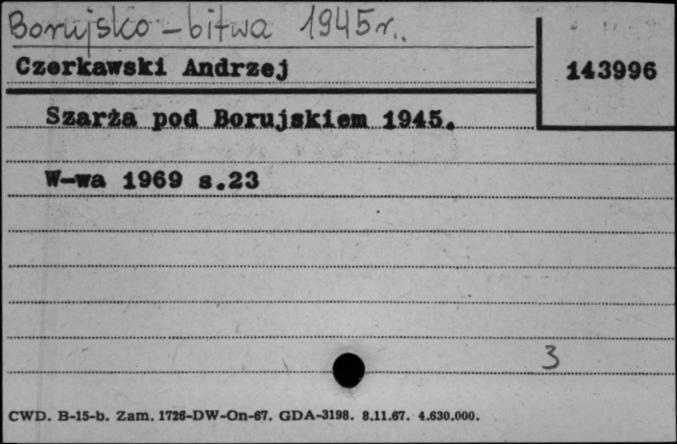 Borujsko - bitwa 1945r.
Czerkawski Andrzej
143996
Szarża pod Borujskiem 1945.
W-wa 1969 s.23
3
CWD. B-15-b. Zam. 1726-DW-On-67. GDA-3198. 8.11.67. 4.630.000.